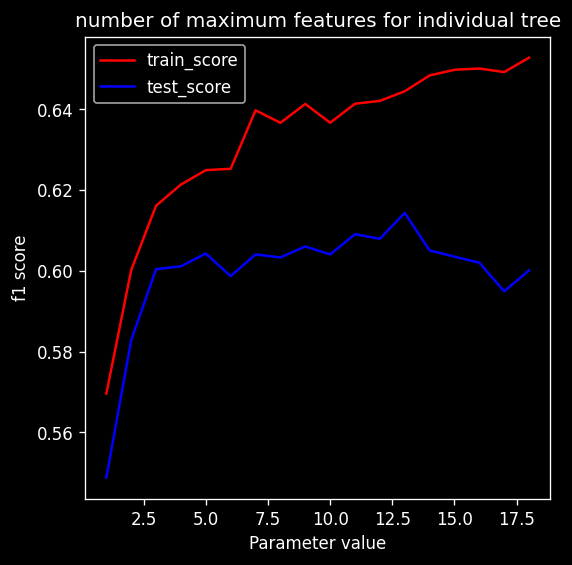 number of maximum features for individual tree
train_score
test_score
0.64
0.62
0.60
0.58
0.56
f1 score
2.5 5.0 7.5 10.0 12.5 15.0 17.5
Parameter value